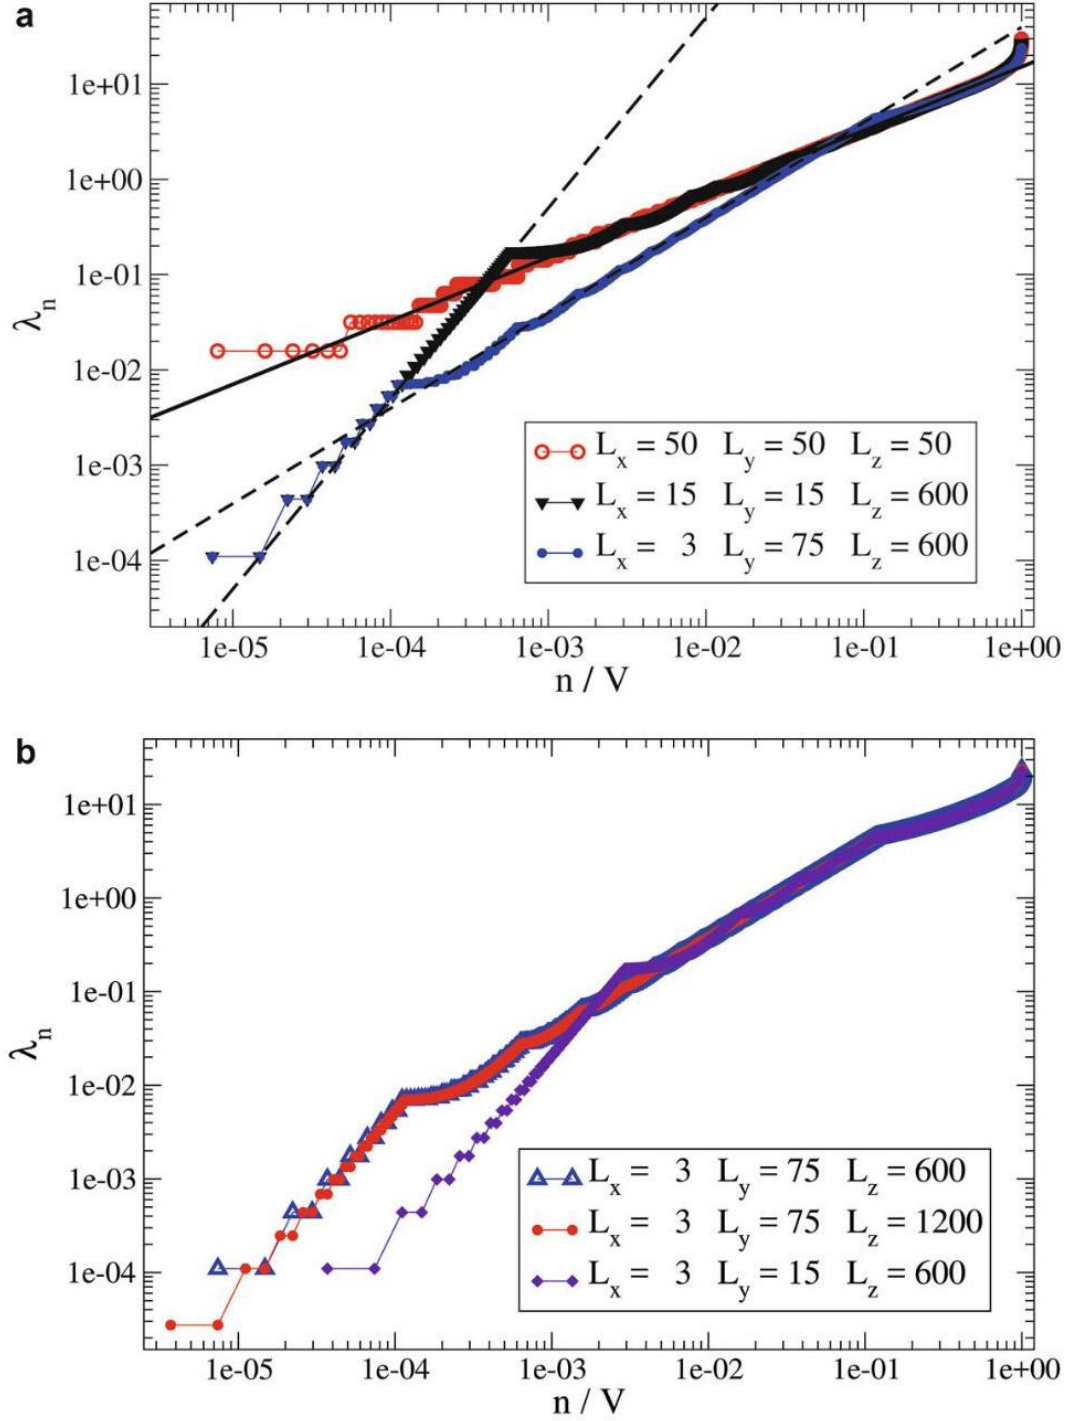 a
1e+01
1e+00
1e-01
1e-02
1e-03
1e-04
λn
Lx = 50 Ly = 50 Lz = 50
Lx = 15 Ly = 15 Lz = 600
Lx = 3 Ly = 75 Lz = 600
1e-05 1e-04 1e-03 1e-02 1e-01 1e+00
n / V
b
1e+01
1e+00
1e-01
1e-02
1e-03
1e-04
λn
Lx = 3 Ly = 75 Lz = 600
Lx = 3 Ly = 75 Lz = 1200
Lx = 3 Ly = 15 Lz = 600
1e-05 1e-04 1e-03 1e-02 1e-01 1e+00
n / V